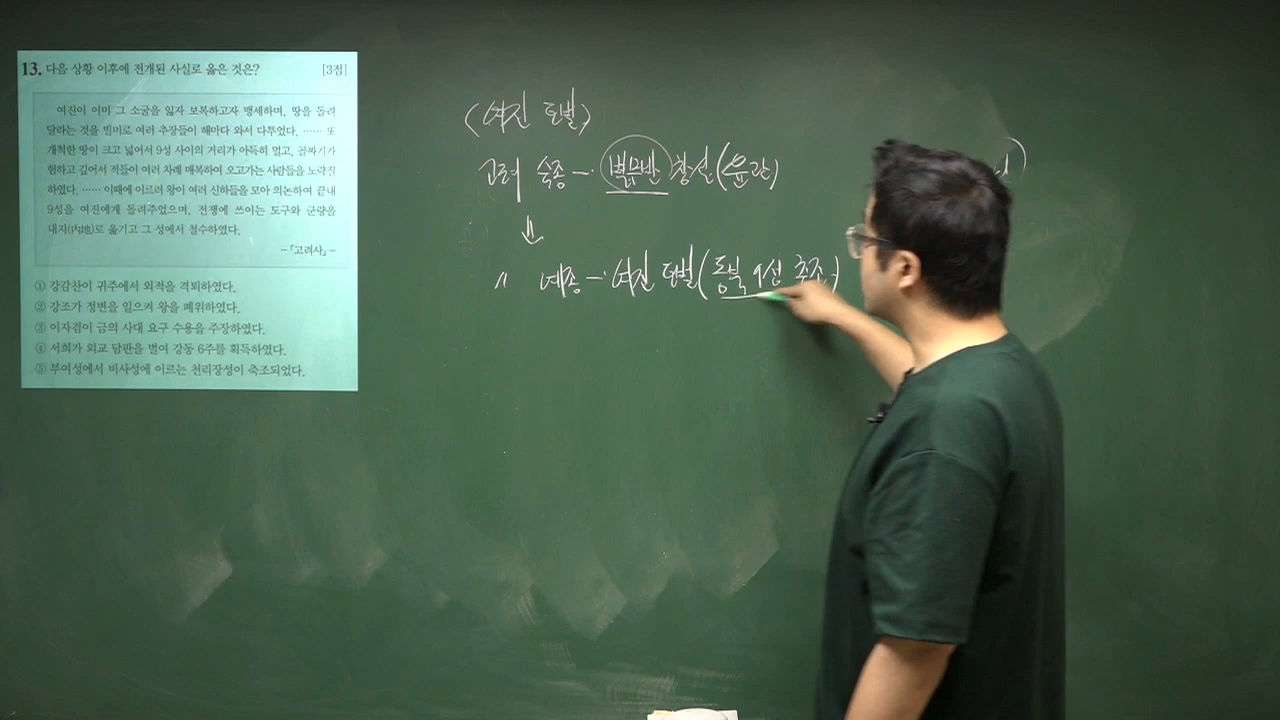 13. 다음 상황 이후에 전개된 사실로 옳은 것은? [3점]
여진이 이미 그 소굴을 잃자 보복하고자 맹세하며, 땅을 돌려
달라는 것을 빌미로 여러 추장들이 해마다 와서 다투었다. …… 또
개척한 땅이 크고 넓어서 9성 사이의 거리가 아득히 멀고, 골짜기가
험하고 깊어서 적들이 여러 차례 매복하여 오고가는 사람들을 노략질
하였다. …… 이때에 이르러 왕이 여러 신하들을 모아 의논하여 끝내
9성을 여진에게 돌려주었으며, 전쟁에 쓰이는 도구와 군량을
내지(內地)로 옮기고 그 성에서 철수하였다.
-『고려사』-
① 강감찬이 귀주에서 외적을 격퇴하였다.
② 강조가 정변을 일으켜 왕을 폐위하였다.
③ 이자겸이 금의 사대 요구 수용을 주장하였다.
④ 서희가 외교 담판을 벌여 강동 6주를 획득하였다.
⑤ 부여성에서 비사성에 이르는 천리장성이 축조되었다.
(여진 토벌)
고려 숙종 - 별무반 창설(윤관)
↓
〃 예종 - 여진 토벌(동북 9성 축조)